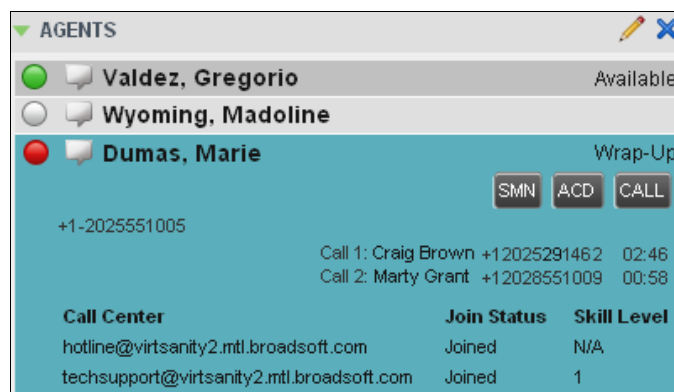 AGENTS
Valdez, Gregorio Available
Wyoming, Madoline
Dumas, Marie Wrap-Up
SMN ACD CALL
+1-2025551005
Call 1: Craig Brown +12025291462 02:46
Call 2: Marty Grant +12028551009 00:58
Call Center Join Status Skill Level
hotline@virtsanity2.mtl.broadsoft.com Joined N/A
techsupport@virtsanity2.mtl.broadsoft.com Joined 1